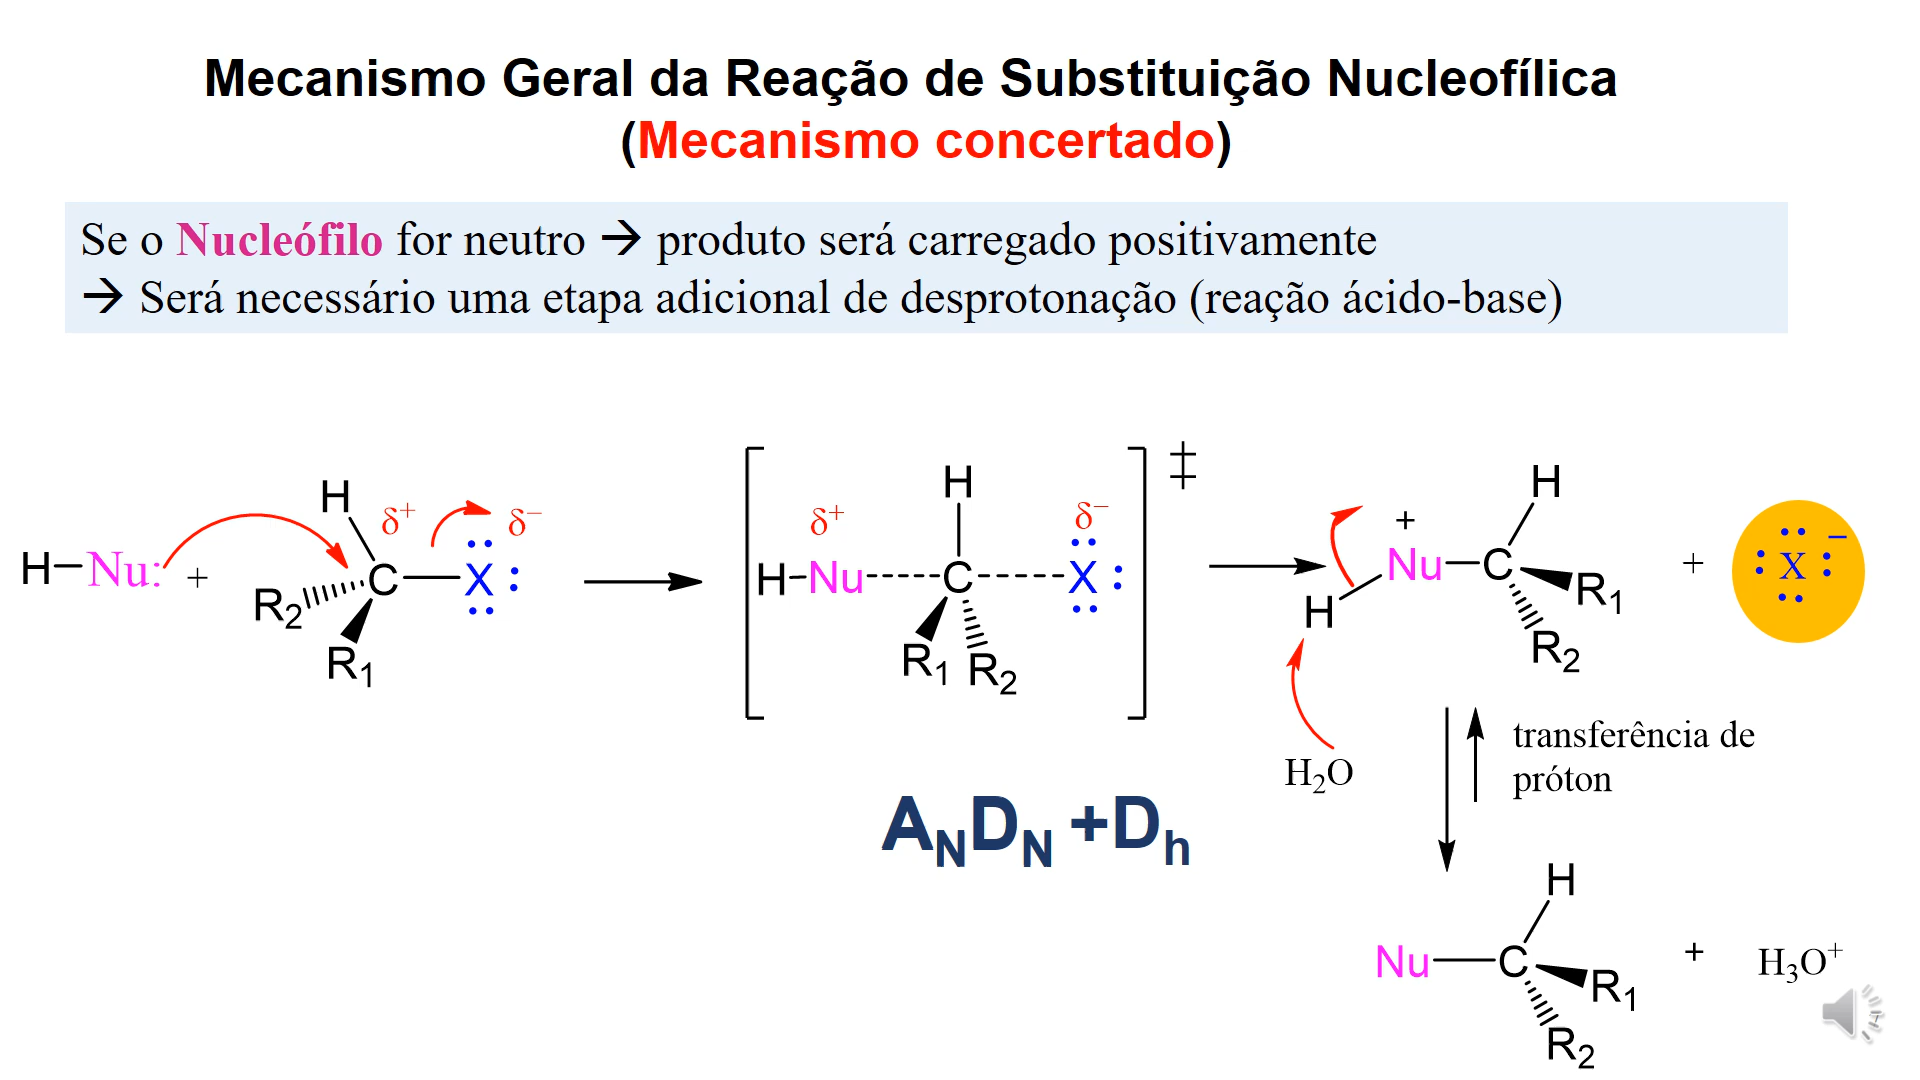 Mecanismo Geral da Reação de Substituição Nucleofílica
(Mecanismo concertado)
Se o Nucleófilo for neutro → produto será carregado positivamente
→ Será necessário uma etapa adicional de desprotonação (reação ácido-base)
H–Nu: + H R₂ R₁ C δ⁺ X δ⁻
H–Nu δ⁺ C H R₁ R₂ X δ⁻ ‡
H Nu + C H R₁ R₂ + X −
H₂O
transferência de
próton
AₙDₙ +Dₕ
Nu C H R₁ R₂ + H₃O⁺